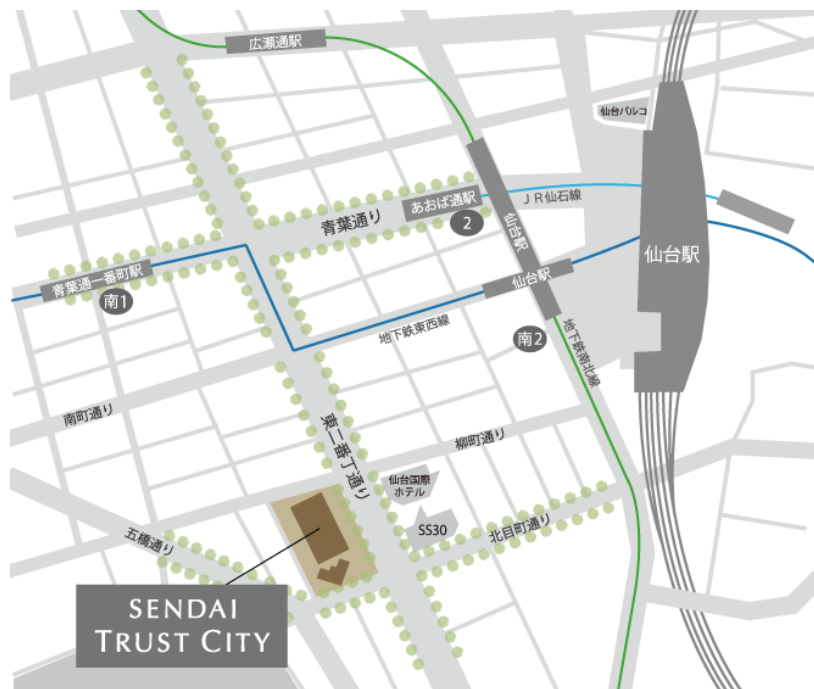 広瀬通駅
仙台パルコ
あおば通駅
2
JR仙石線
青葉通り
仙台駅
仙台駅
仙台駅
青葉通一番町駅
南1
地下鉄東西線
南2
地下鉄南北線
南町通り
東二番丁通り
柳町通り
仙台国際
ホテル
SS30
北目町通り
五橋通り
SENDAI
TRUST CITY